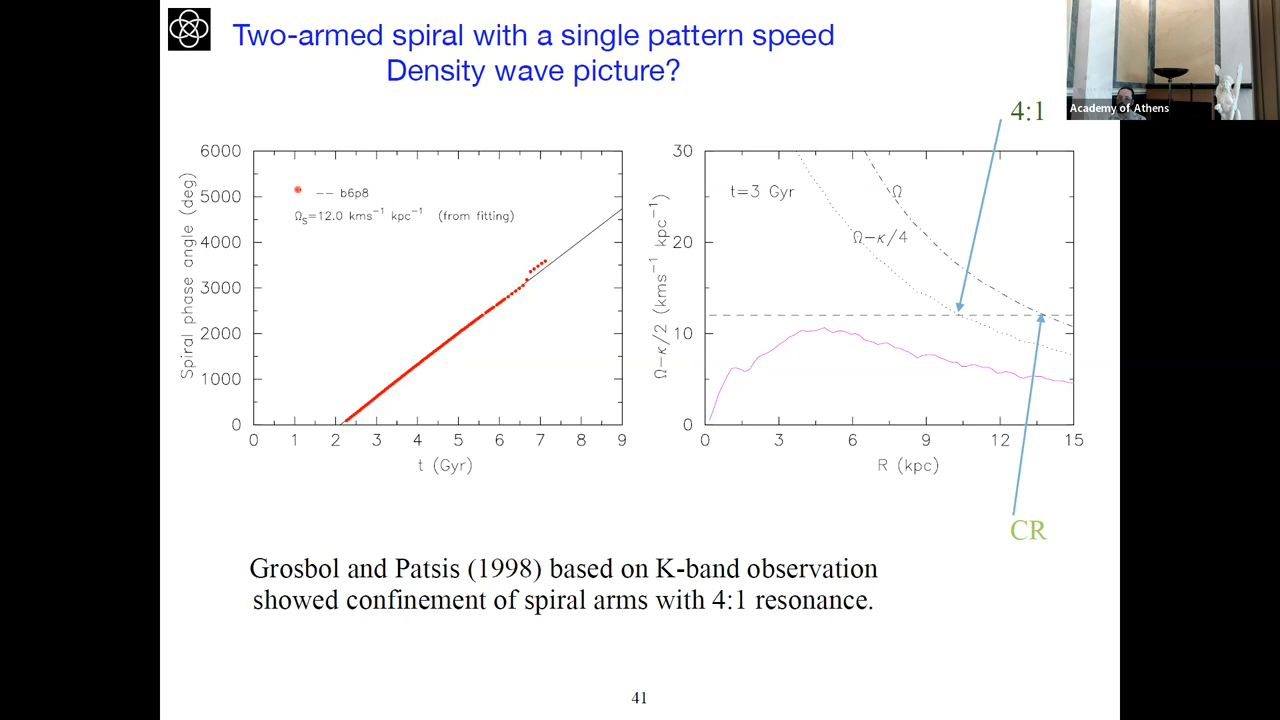 Two-armed spiral with a single pattern speed
Density wave picture?
Academy of Athens
4:1
6000
5000
4000
3000
2000
1000
0
Spiral phase angle (deg)
b6p8
Ωs=12.0 kms⁻¹ kpc⁻¹ (from fitting)
0 1 2 3 4 5 6 7 8 9
t (Gyr)
30
20
10
0
Ω−κ/2 (kms⁻¹ kpc⁻¹)
t=3 Gyr
Ω
Ω−κ/4
0 3 6 9 12 15
R (kpc)
CR
Grosbol and Patsis (1998) based on K-band observation
showed confinement of spiral arms with 4:1 resonance.
41